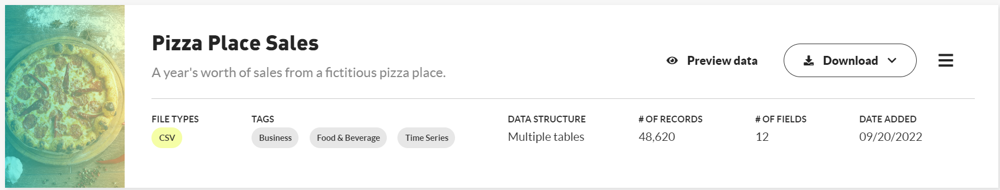 Pizza Place Sales
A year's worth of sales from a fictitious pizza place.
Preview data
Download
FILE TYPES
CSV
TAGS
Business Food & Beverage Time Series
DATA STRUCTURE
Multiple tables
# OF RECORDS
48,620
# OF FIELDS
12
DATE ADDED
09/20/2022